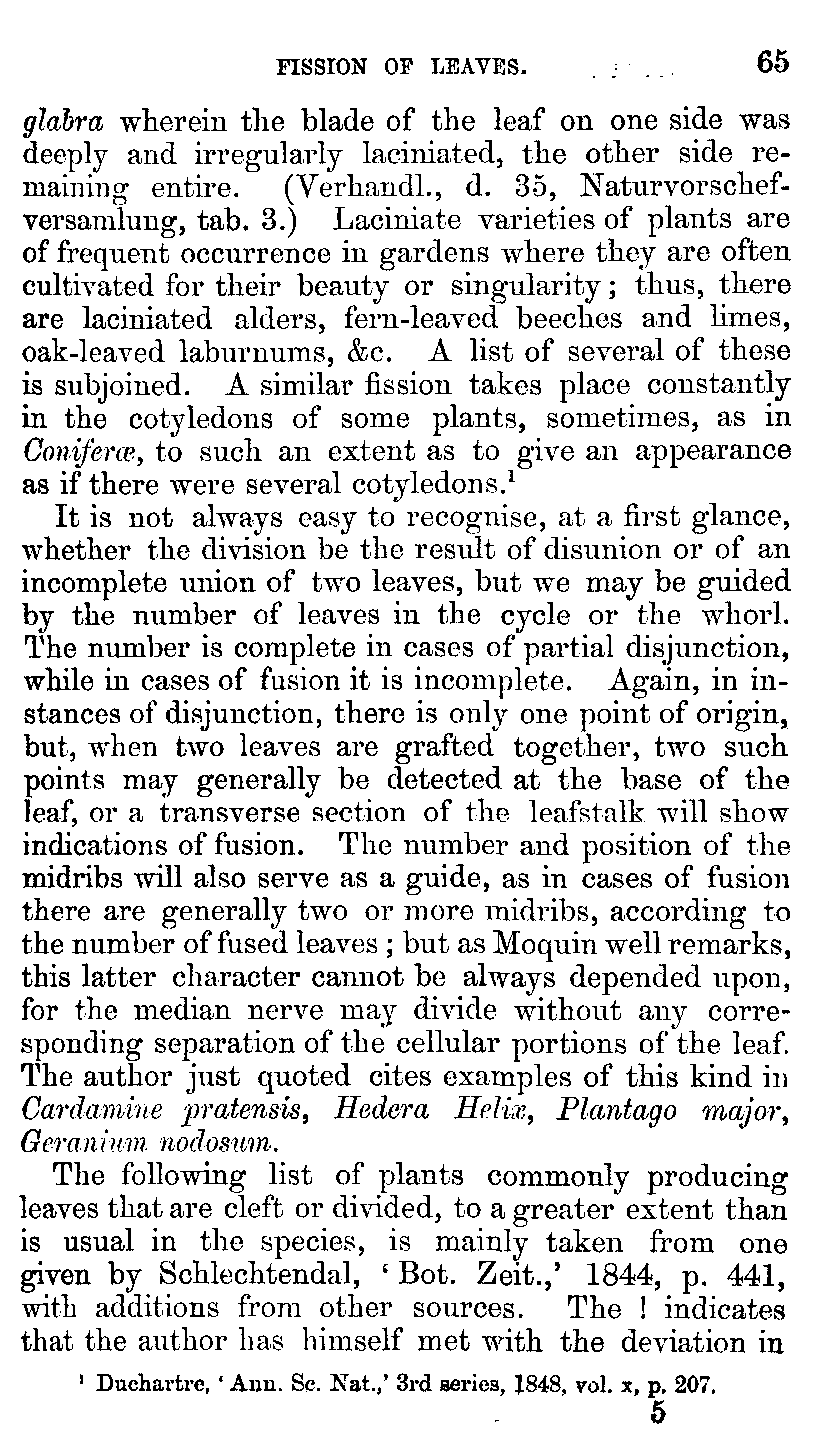 FISSION OF LEAVES. 65
glabra wherein the blade of the leaf on one side was
deeply and irregularly laciniated, the other side re-
maining entire. (Verhandl., d. 35, Naturvorschef-
versamlung, tab. 3.) Laciniate varieties of plants are
of frequent occurrence in gardens where they are often
cultivated for their beauty or singularity; thus, there
are laciniated alders, fern-leaved beeches and limes,
oak-leaved laburnums, &c. A list of several of these
is subjoined. A similar fission takes place constantly
in the cotyledons of some plants, sometimes, as in
Coniferæ, to such an extent as to give an appearance
as if there were several cotyledons.¹
It is not always easy to recognise, at a first glance,
whether the division be the result of disunion or of an
incomplete union of two leaves, but we may be guided
by the number of leaves in the cycle or the whorl.
The number is complete in cases of partial disjunction,
while in cases of fusion it is incomplete. Again, in in-
stances of disjunction, there is only one point of origin,
but, when two leaves are grafted together, two such
points may generally be detected at the base of the
leaf, or a transverse section of the leafstalk will show
indications of fusion. The number and position of the
midribs will also serve as a guide, as in cases of fusion
there are generally two or more midribs, according to
the number of fused leaves; but as Moquin well remarks,
this latter character cannot be always depended upon,
for the median nerve may divide without any corre-
sponding separation of the cellular portions of the leaf.
The author just quoted cites examples of this kind in
Cardamine pratensis, Hedera Helix, Plantago major,
Geranium nodosum.
The following list of plants commonly producing
leaves that are cleft or divided, to a greater extent than
is usual in the species, is mainly taken from one
given by Schlechtendal, ‘Bot. Zeit.,’ 1844, p. 441,
with additions from other sources. The ! indicates
that the author has himself met with the deviation in
¹ Duchartre, ‘Ann. Sc. Nat.,’ 3rd series, 1848, vol. x, p. 207.
5